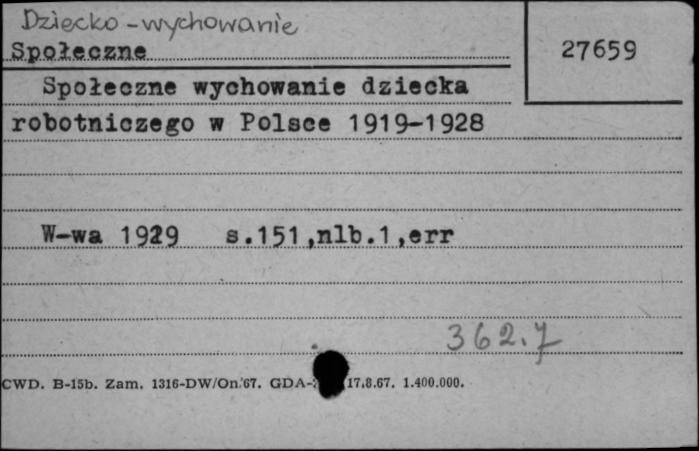 Dziecko - wychowanie
Społeczne
27659
Społeczne wychowanie dziecka
robotniczego w Polsce 1919-1928
W-wa 1929 s.151,nlb.1,err
362.7
CWD. B-15b. Zam. 1316-DW/On.'67. GDA- 17.8.67. 1.400.000.